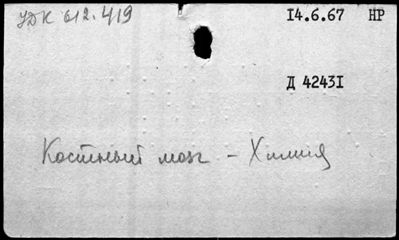 УДК 612.419
14.6.67 НР
Д 42431
Костный мозг - Химия